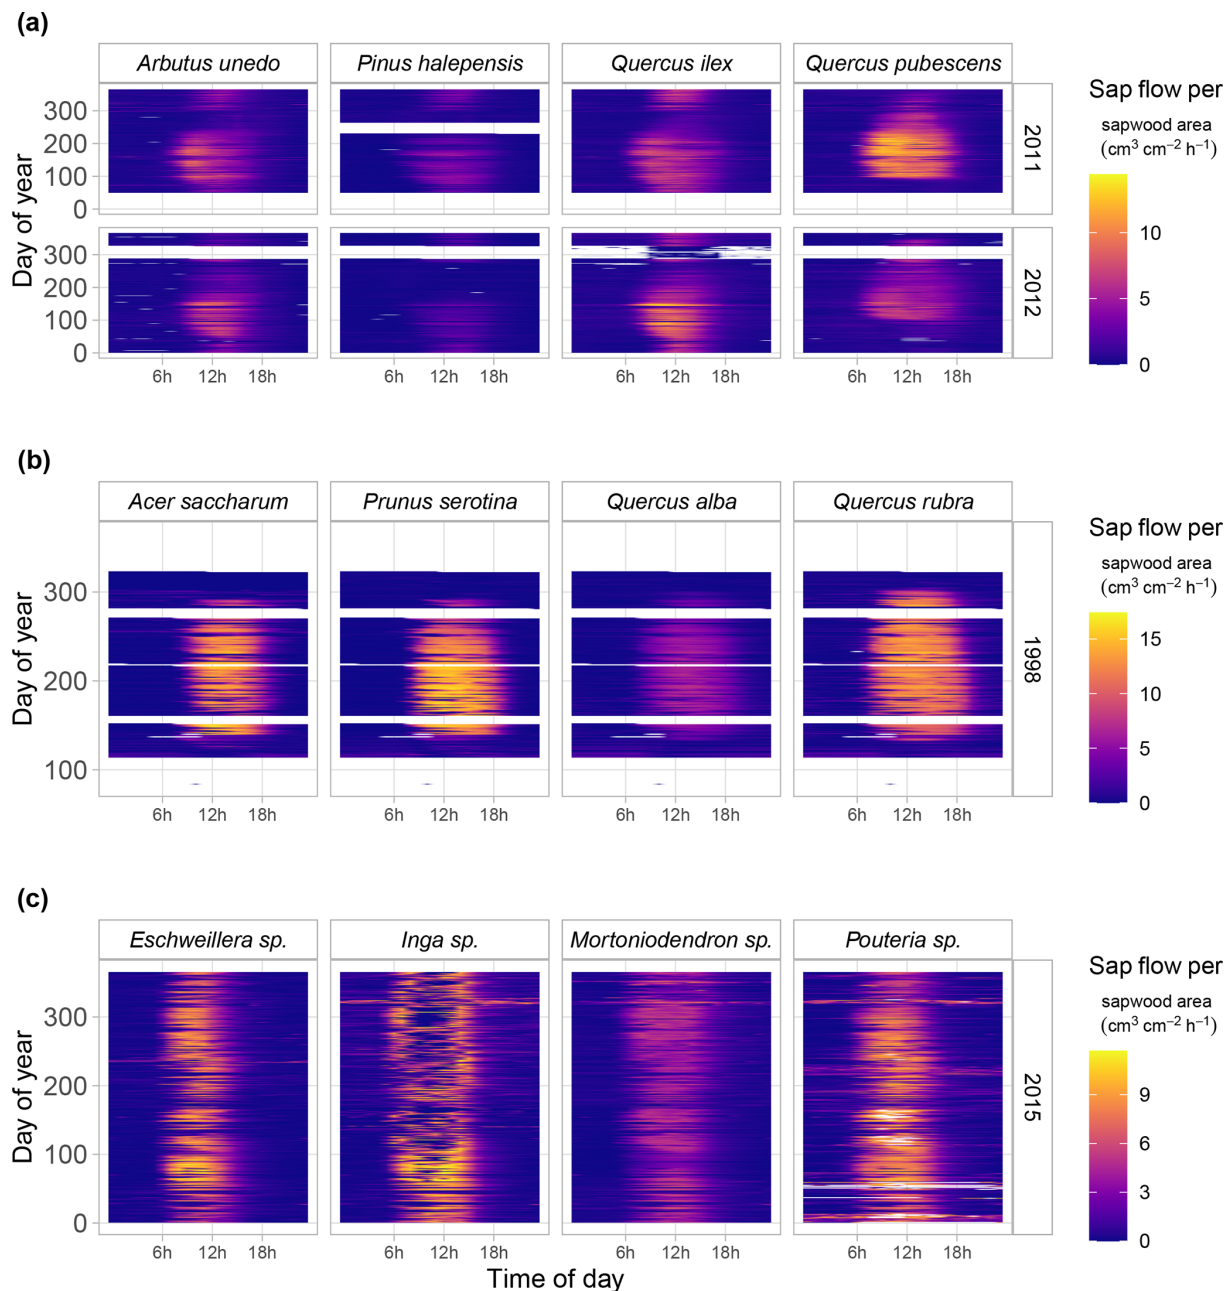 (a)
Arbutus unedo Pinus halepensis Quercus ilex Quercus pubescens
300
200
100
0
2011
300
200
100
0
2012
Day of year
6h 12h 18h 6h 12h 18h 6h 12h 18h 6h 12h 18h
Sap flow per
sapwood area
(cm³ cm⁻² h⁻¹)
10
5
0
(b)
Acer saccharum Prunus serotina Quercus alba Quercus rubra
300
200
100
1998
Day of year
6h 12h 18h 6h 12h 18h 6h 12h 18h 6h 12h 18h
Sap flow per
sapwood area
(cm³ cm⁻² h⁻¹)
15
10
5
0
(c)
Eschweillera sp. Inga sp. Mortoniodendron sp. Pouteria sp.
300
200
100
0
2015
Day of year
6h 12h 18h 6h 12h 18h 6h 12h 18h 6h 12h 18h
Time of day
Sap flow per
sapwood area
(cm³ cm⁻² h⁻¹)
9
6
3
0